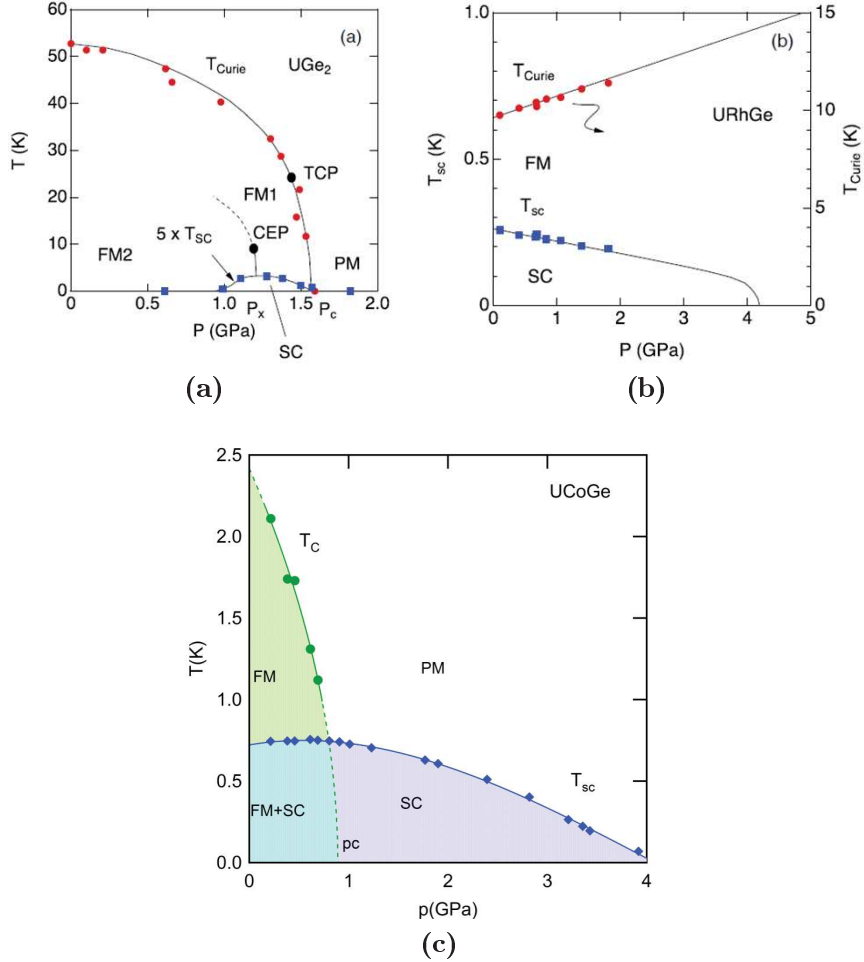 60
50
40
30
20
10
0
T (K)
(a)
T_Curie
UGe₂
TCP
FM1
CEP
5 x T_SC
FM2
PM
0
0.5
1.0
1.5
2.0
P_x
P_c
P (GPa)
SC
(a)
1.0
0.5
0
T_sc (K)
15
10
5
0
T_Curie (K)
(b)
T_Curie
URhGe
FM
T_sc
SC
0
1
2
3
4
5
P (GPa)
(b)
2.5
2.0
1.5
1.0
0.5
0.0
T(K)
UCoGe
T_C
FM
PM
FM+SC
SC
T_sc
pc
0
1
2
3
4
p(GPa)
(c)